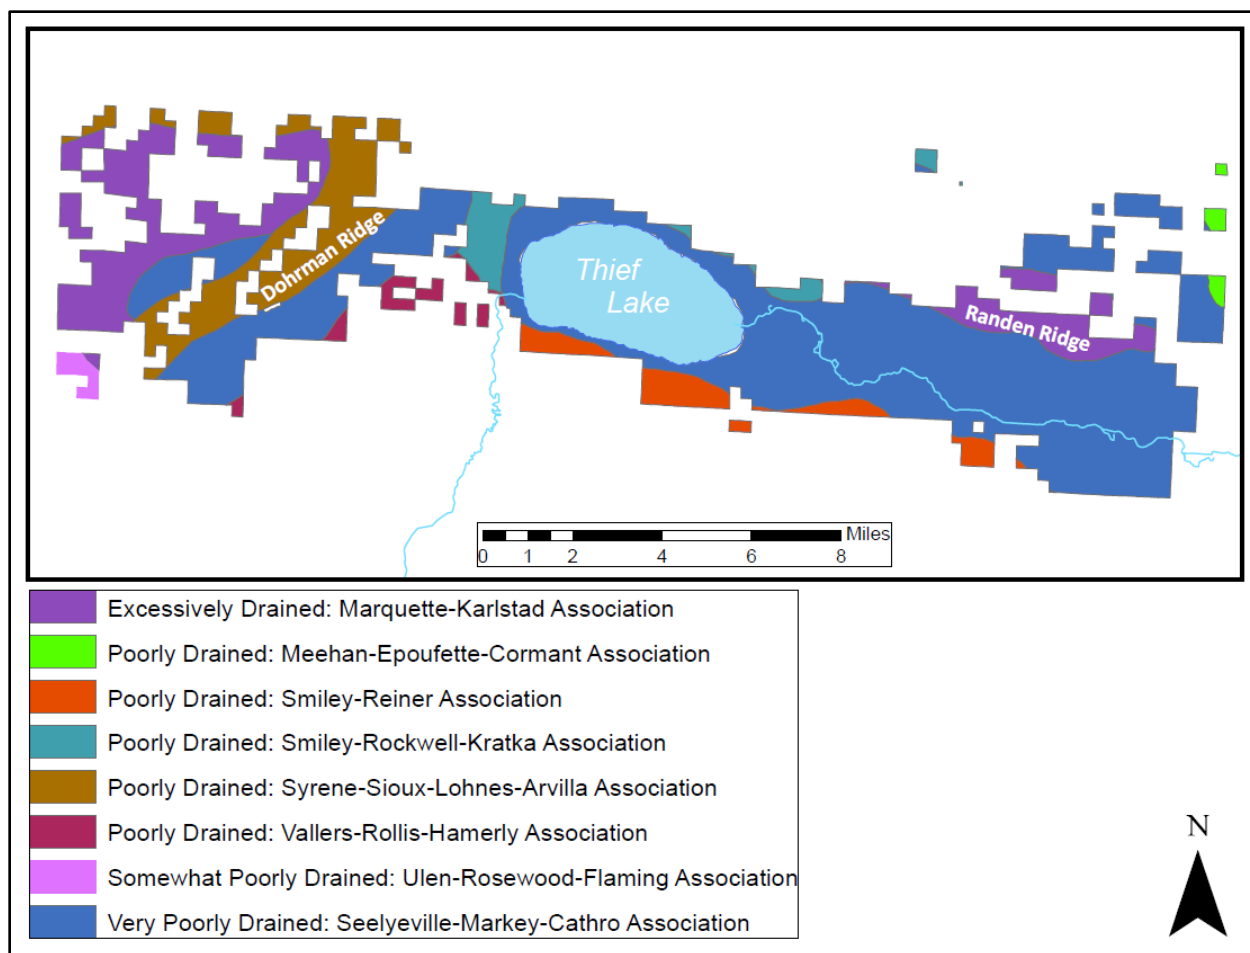 Dohrman Ridge
Thief
Lake
Randen Ridge
Miles
0 1 2 4 6 8
Excessively Drained: Marquette-Karlstad Association
Poorly Drained: Meehan-Epoufette-Cormant Association
Poorly Drained: Smiley-Reiner Association
Poorly Drained: Smiley-Rockwell-Kratka Association
Poorly Drained: Syrene-Sioux-Lohnes-Arvilla Association
Poorly Drained: Vallers-Rollis-Hamerly Association
Somewhat Poorly Drained: Ulen-Rosewood-Flaming Association
Very Poorly Drained: Seelyeville-Markey-Cathro Association
N